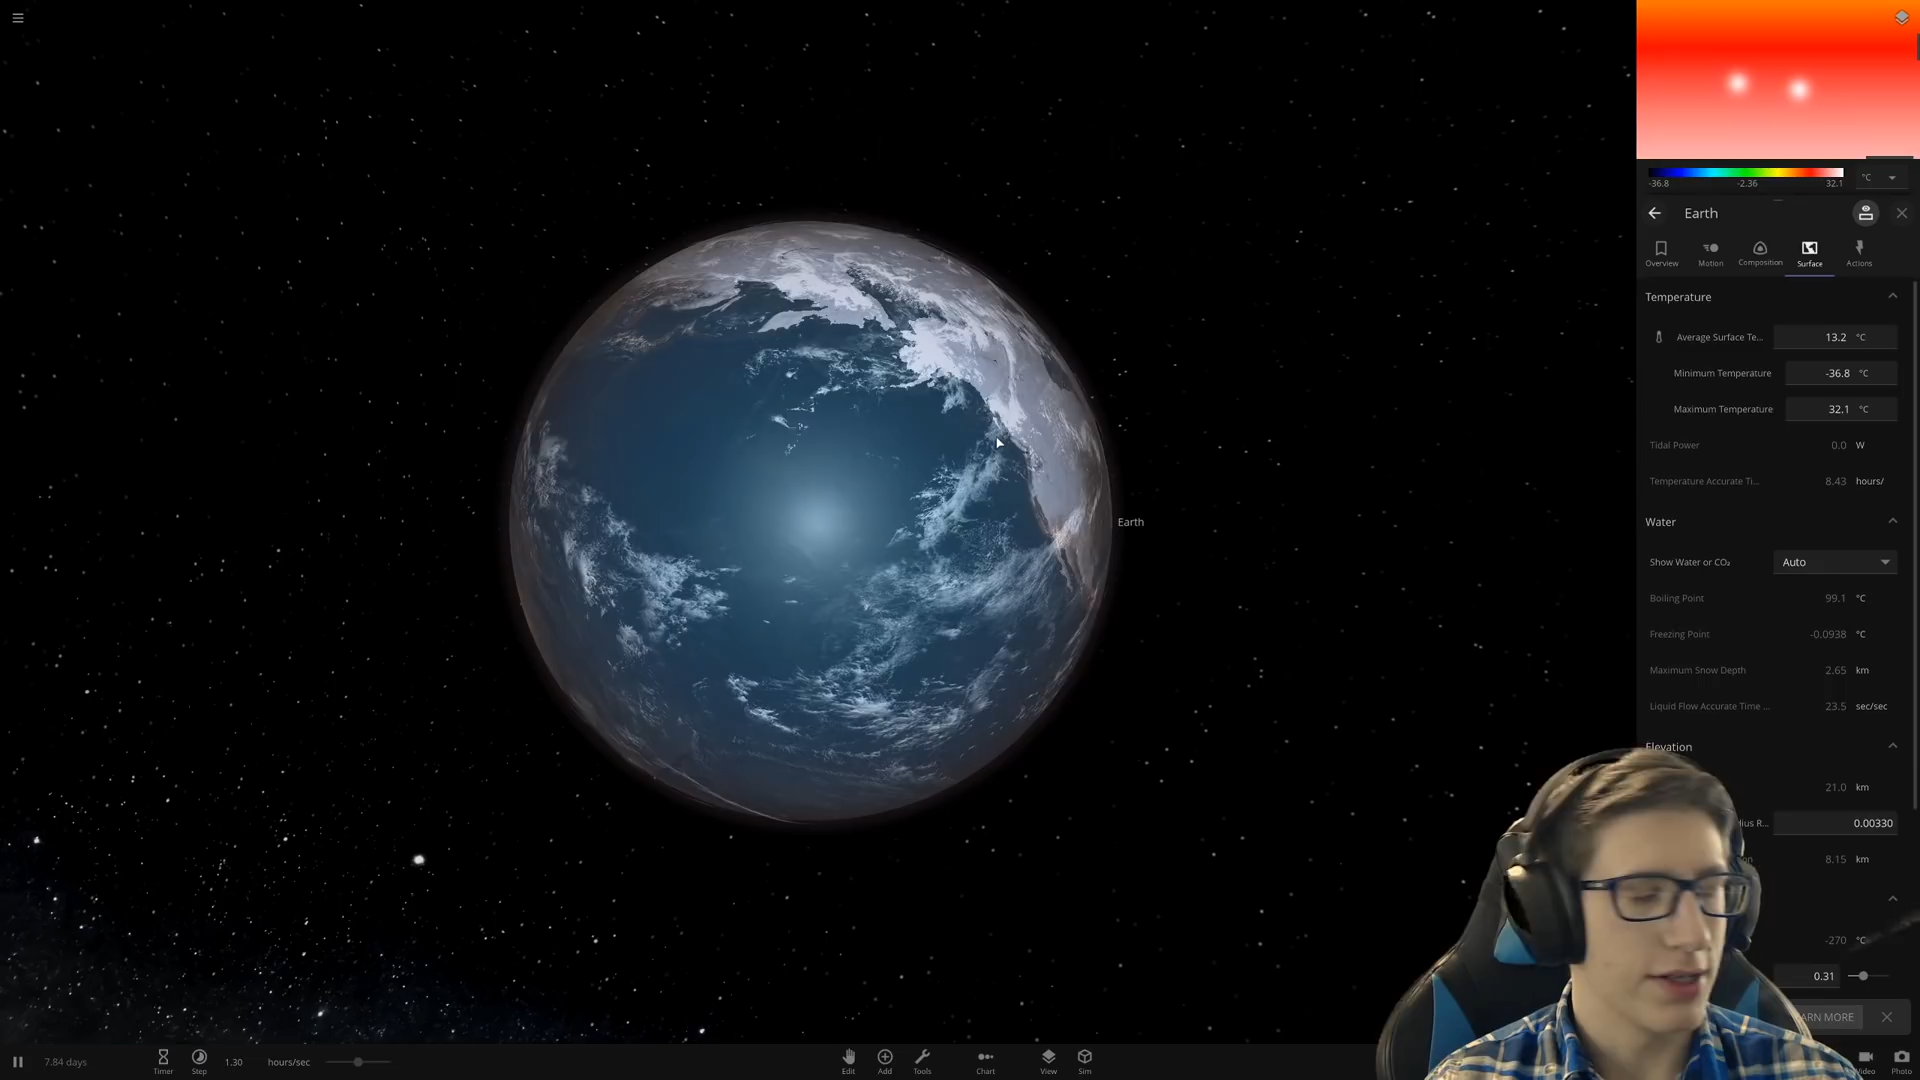 -36.8 -2.36 32.1 °C
Earth
Overview Motion Composition Surface Actions
Temperature
Average Surface Te... 13.2 °C
Minimum Temperature -36.8 °C
Maximum Temperature 32.1 °C
Tidal Power 0.0 W
Temperature Accurate Ti... 8.43 hours/
Earth
Water
Show Water or CO₂ Auto
Boiling Point 99.1 °C
Freezing Point -0.0938 °C
Maximum Snow Depth 2.65 km
Liquid Flow Accurate Time ... 23.5 sec/sec
Elevation
21.0 km
R... 0.00330
8.15 km
-270 °C
0.31
MORE
7.84 days Timer Step 1.30 hours/sec Edit Add Tools Chart View Sim Video Photo